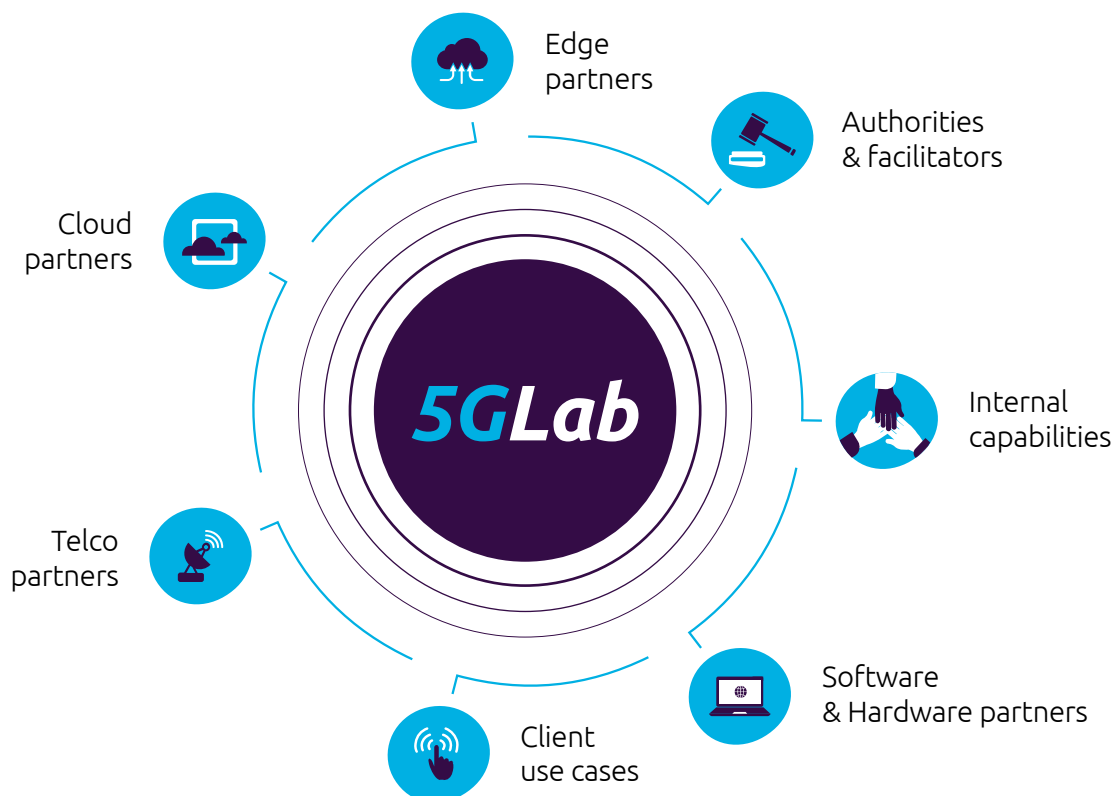 Edge
partners
Authorities
& facilitators
Cloud
partners
5GLab
Internal
capabilities
Telco
partners
Software
& Hardware partners
Client
use cases